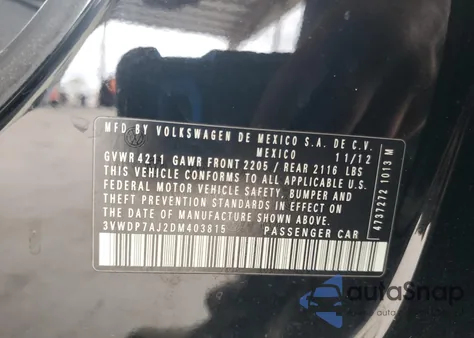 MFD BY VOLKSWAGEN DE MEXICO S.A. DE C.V.
MEXICO 11/12
GVWR 4211 GAWR FRONT 2205 / REAR 2116 LBS
THIS VEHICLE CONFORMS TO ALL APPLICABLE U.S.
FEDERAL MOTOR VEHICLE SAFETY, BUMPER AND
THEFT PREVENTION STANDARDS IN EFFECT ON THE
DATE OF MANUFACTURE SHOWN ABOVE.
3VWDP7AJ2DM403815 PASSENGER CAR
4737272 1013 M
autoSnap